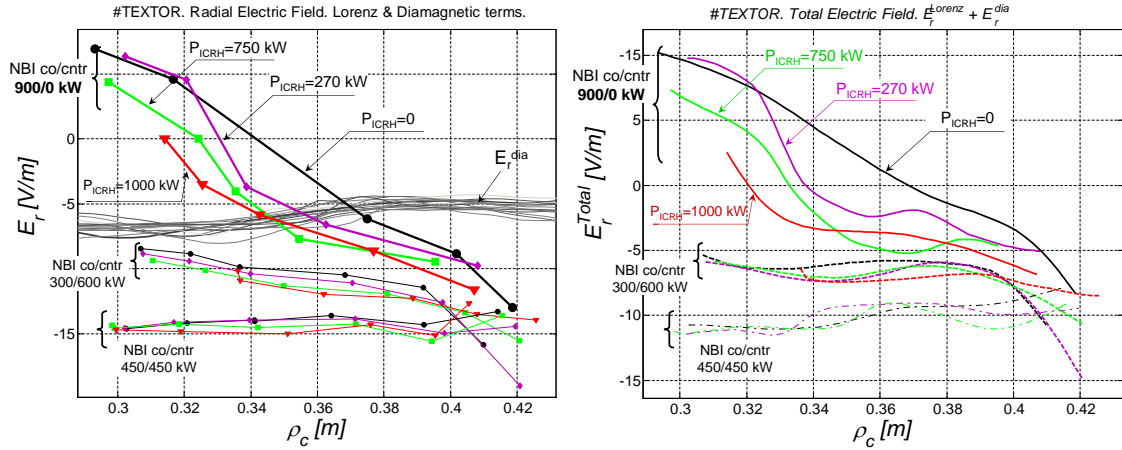 #TEXTOR. Radial Electric Field. Lorenz & Diamagnetic terms.
P_ICRH=750 kW
NBI co/cntr
900/0 kW
P_ICRH=270 kW
P_ICRH=0
0
E_r^dia
P_ICRH=1000 kW
E_r [V/m]
-5
NBI co/cntr
300/600 kW
-15
NBI co/cntr
450/450 kW
0.3
0.32
0.34
0.36
0.38
0.4
0.42
ρ_c [m]
#TEXTOR. Total Electric Field. E_r^Lorenz + E_r^dia
-15
P_ICRH=750 kW
NBI co/cntr
900/0 kW
P_ICRH=270 kW
5
P_ICRH=0
E_r^Total [V/m]
0
P_ICRH=1000 kW
-5
NBI co/cntr
300/600 kW
-10
NBI co/cntr
450/450 kW
-15
0.3
0.32
0.34
0.36
0.38
0.4
0.42
ρ_c [m]